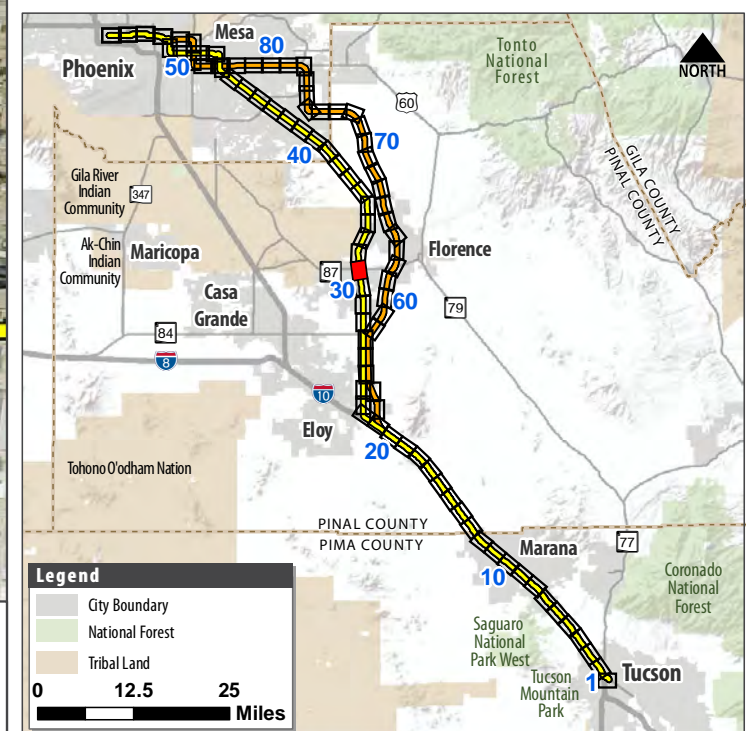 Mesa
80
Tonto
National
Forest
NORTH
Phoenix
50
60
70
40
GILA COUNTY
PINAL COUNTY
Gila River
Indian
Community
347
Ak-Chin
Indian
Community
Maricopa
Florence
87
30
Casa
Grande
60
79
84
8
10
Eloy
20
Tohono O'odham Nation
PINAL COUNTY
PIMA COUNTY
Marana
77
10
Coronado
National
Forest
Saguaro
National
Park West
Tucson
Mountain
Park
1
Tucson
Legend
City Boundary
National Forest
Tribal Land
0 12.5 25
Miles